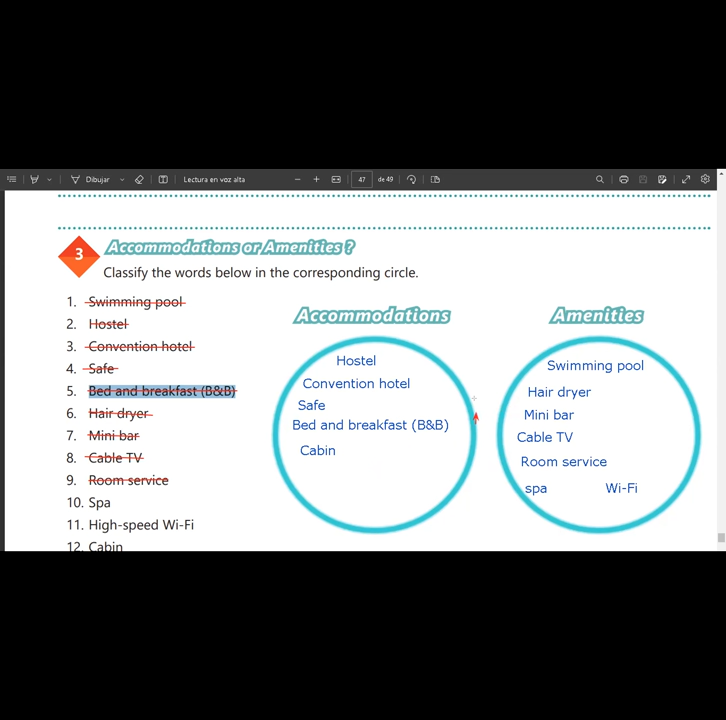 Dibujar
Lectura en voz alta
47
de 49
3
Accommodations or Amenities ?
Classify the words below in the corresponding circle.
1. Swimming pool
2. Hostel
3. Convention hotel
4. Safe
5. Bed and breakfast (B&B)
6. Hair dryer
7. Mini bar
8. Cable TV
9. Room service
10. Spa
11. High-speed Wi-Fi
12. Cabin
Accommodations
Hostel
Convention hotel
Safe
Bed and breakfast (B&B)
Cabin
Amenities
Swimming pool
Hair dryer
Mini bar
Cable TV
Room service
spa Wi-Fi